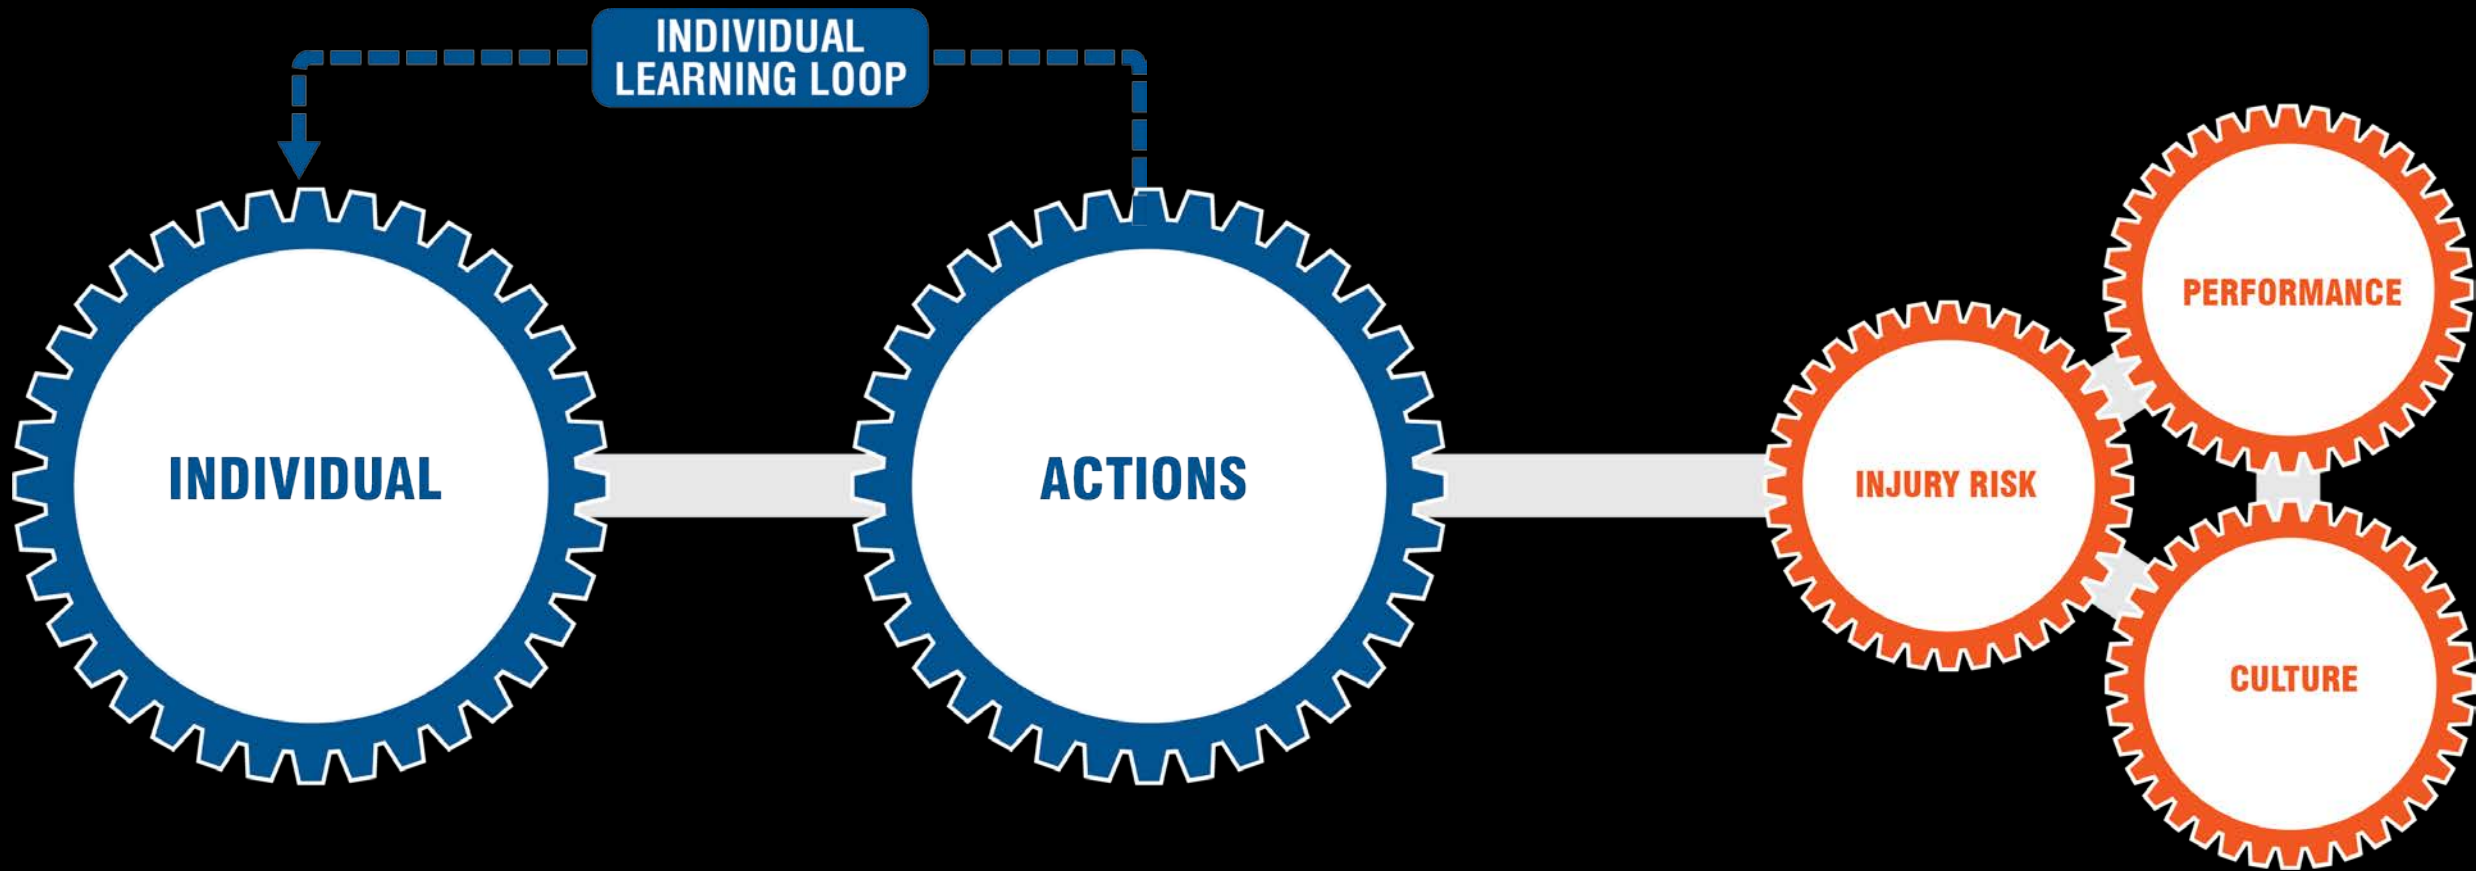 INDIVIDUAL
LEARNING LOOP
INDIVIDUAL
ACTIONS
INJURY RISK
PERFORMANCE
CULTURE